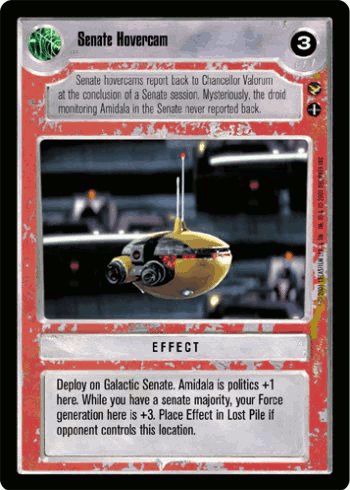 Senate Hovercam
3
Senate hovercams report back to Chancellor Valorum
at the conclusion of a Senate session. Mysteriously, the droid
monitoring Amidala in the Senate never reported back.
EFFECT
Deploy on Galactic Senate. Amidala is politics +1
here. While you have a senate majority, your Force
generation here is +3. Place Effect in Lost Pile if
opponent controls this location.